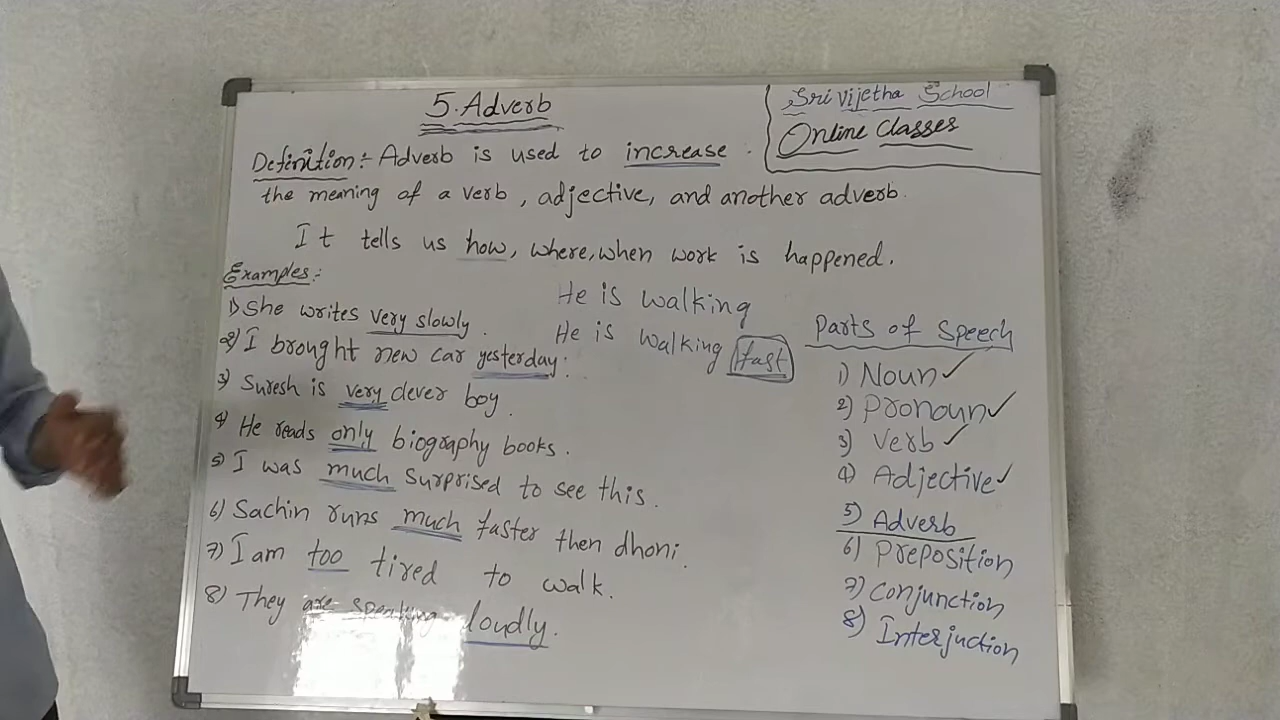 5. Adverb
Sri Vijetha School
Online Classes
Definition:- Adverb is used to increase
the meaning of a verb, adjective, and another adverb.
It tells us how, where, when work is happened.
Examples:-
1) She writes very slowly.
2) I brought new car yesterday.
3) Suresh is very clever boy.
4) He reads only biography books.
5) I was much surprised to see this.
6) Sachin runs much faster then dhoni.
7) I am too tired to walk.
8) They are speaking loudly.
He is walking
He is walking fast
Parts of Speech
1) Noun ✓
2) Pronoun ✓
3) Verb ✓
4) Adjective ✓
5) Adverb
6) Preposition
7) Conjunction
8) Interjuction